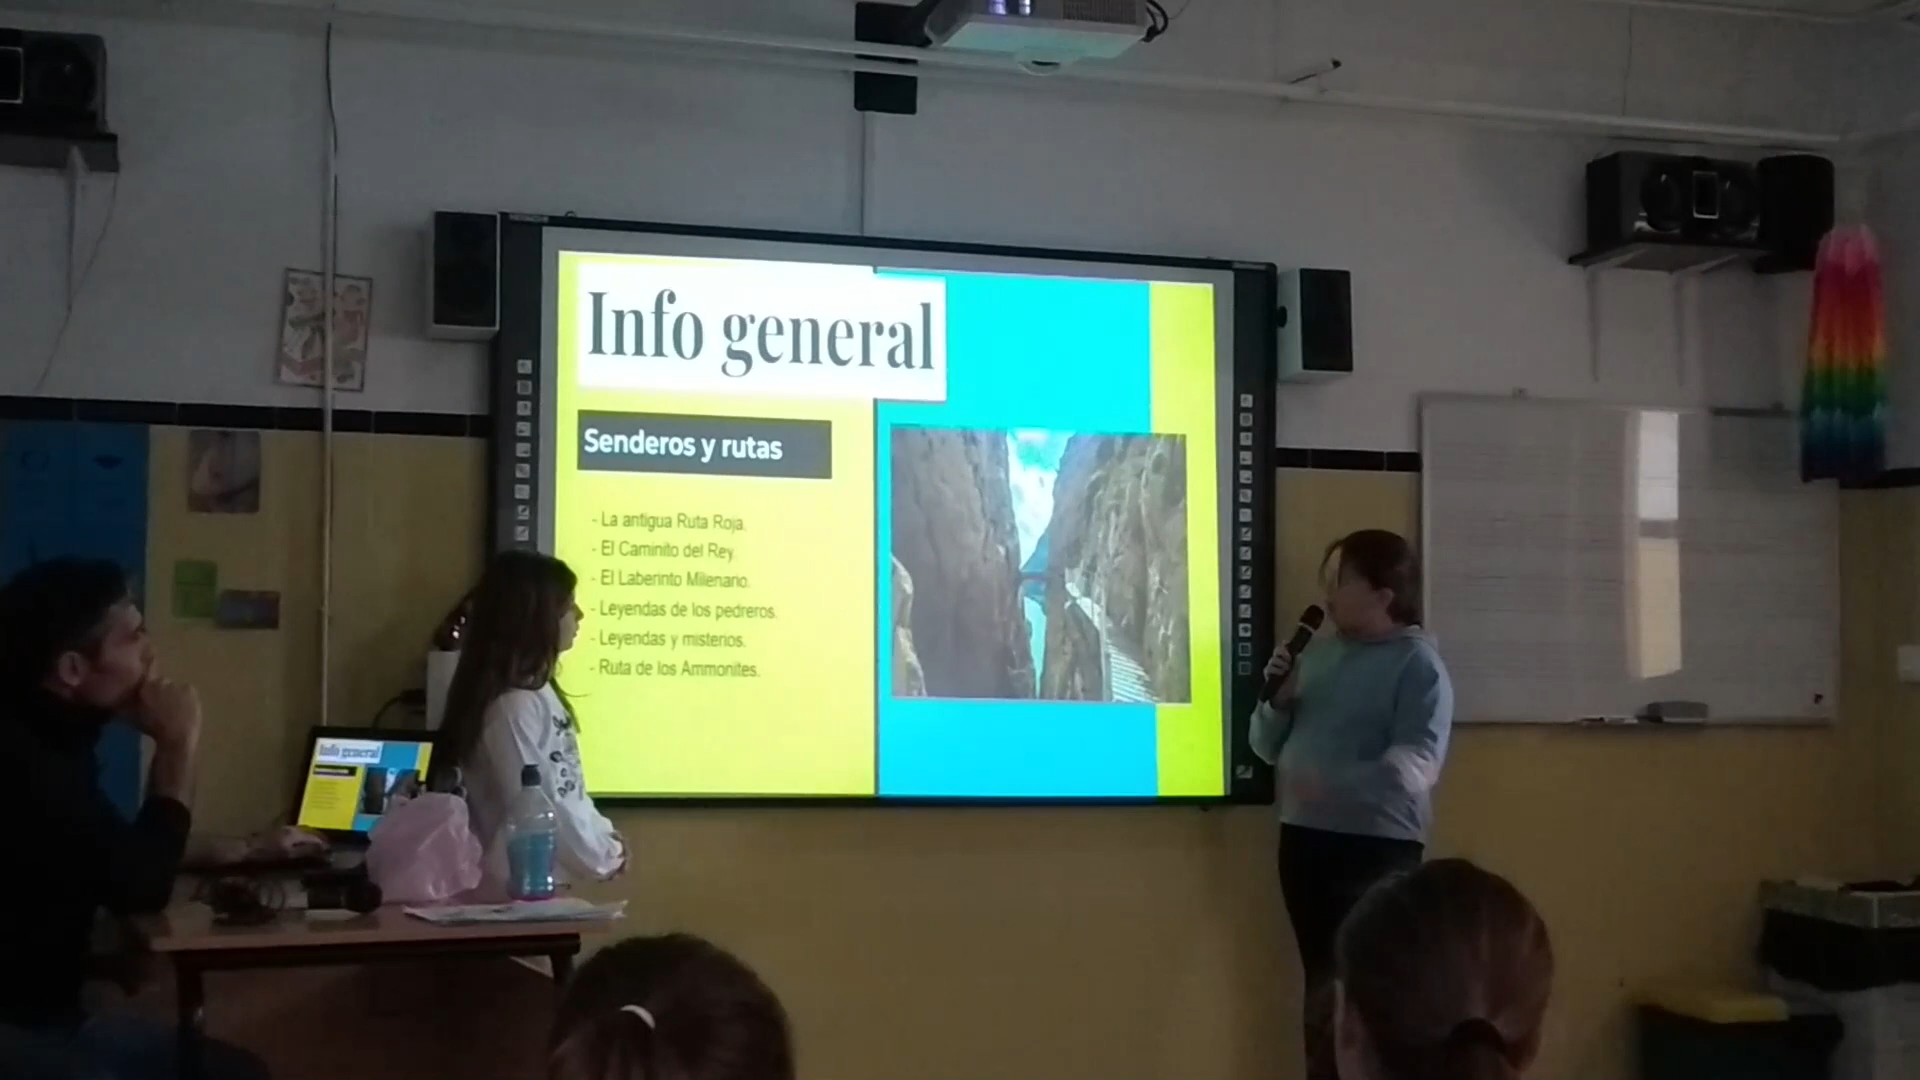 Info general
Senderos y rutas
- La antigua Ruta Roja.
- El Caminito del Rey.
- El Laberinto Milenario.
- Leyendas de los pedreros.
- Leyendas y misterios.
- Ruta de los Ammonites.
Info general